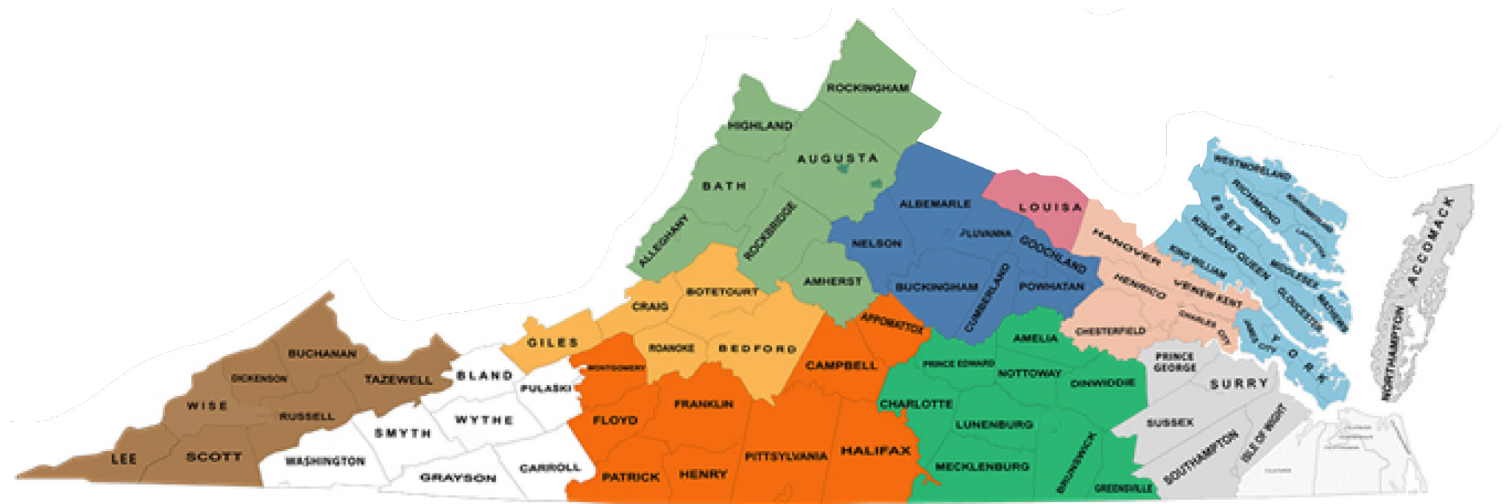 ROCKINGHAM
HIGHLAND
AUGUSTA
BATH
ALLEGHANY
ROCKBRIDGE
AMHERST
ALBEMARLE
NELSON
FLUVANNA
GOOCHLAND
BUCKINGHAM
CUMBERLAND
POWHATAN
LOUISA
HANOVER
HENRICO
NEW KENT
CHESTERFIELD
CHARLES CITY
WESTMORELAND
RICHMOND
ESSEX
KING AND QUEEN
KING WILLIAM
MIDDLESEX
MATHEWS
GLOUCESTER
JAMES CITY
YORK
ACCOMACK
NORTHAMPTON
CRAIG
BOTETOURT
GILES
ROANOKE
BEDFORD
MONTGOMERY
CAMPBELL
APPOMATTOX
FLOYD
FRANKLIN
PATRICK
HENRY
PITTSYLVANIA
HALIFAX
AMELIA
PRINCE EDWARD
NOTTOWAY
DINWIDDIE
CHARLOTTE
LUNENBURG
MECKLENBURG
BRUNSWICK
GREENSVILLE
PRINCE
GEORGE
SURRY
SUSSEX
SOUTHAMPTON
ISLE OF WIGHT
BUCHANAN
DICKENSON
TAZEWELL
WISE
RUSSELL
LEE
SCOTT
BLAND
PULASKI
WYTHE
SMYTH
WASHINGTON
GRAYSON
CARROLL